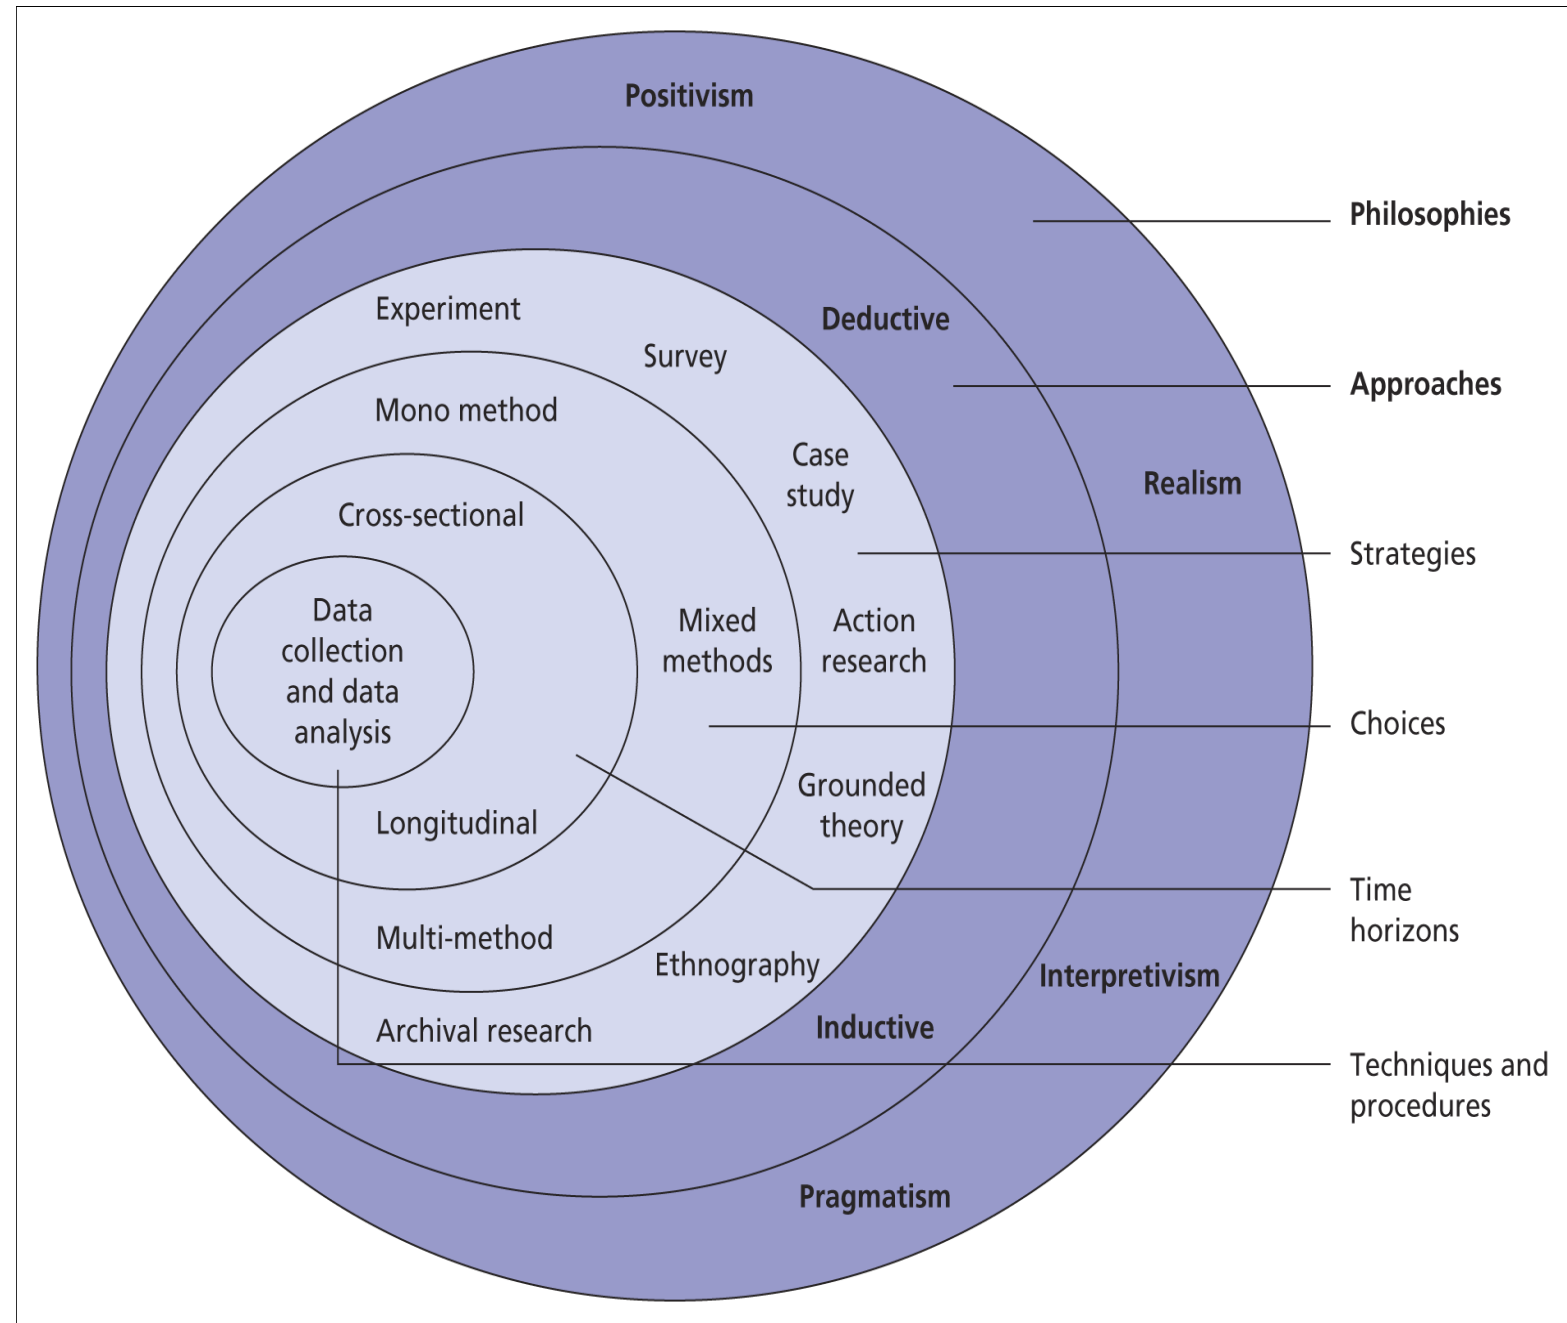 Positivism
Philosophies
Experiment
Deductive
Survey
Approaches
Mono method
Case
study
Realism
Cross-sectional
Strategies
Data
collection
and data
analysis
Mixed
methods
Action
research
Choices
Grounded
theory
Longitudinal
Time
horizons
Multi-method
Ethnography
Interpretivism
Archival research
Inductive
Techniques and
procedures
Pragmatism